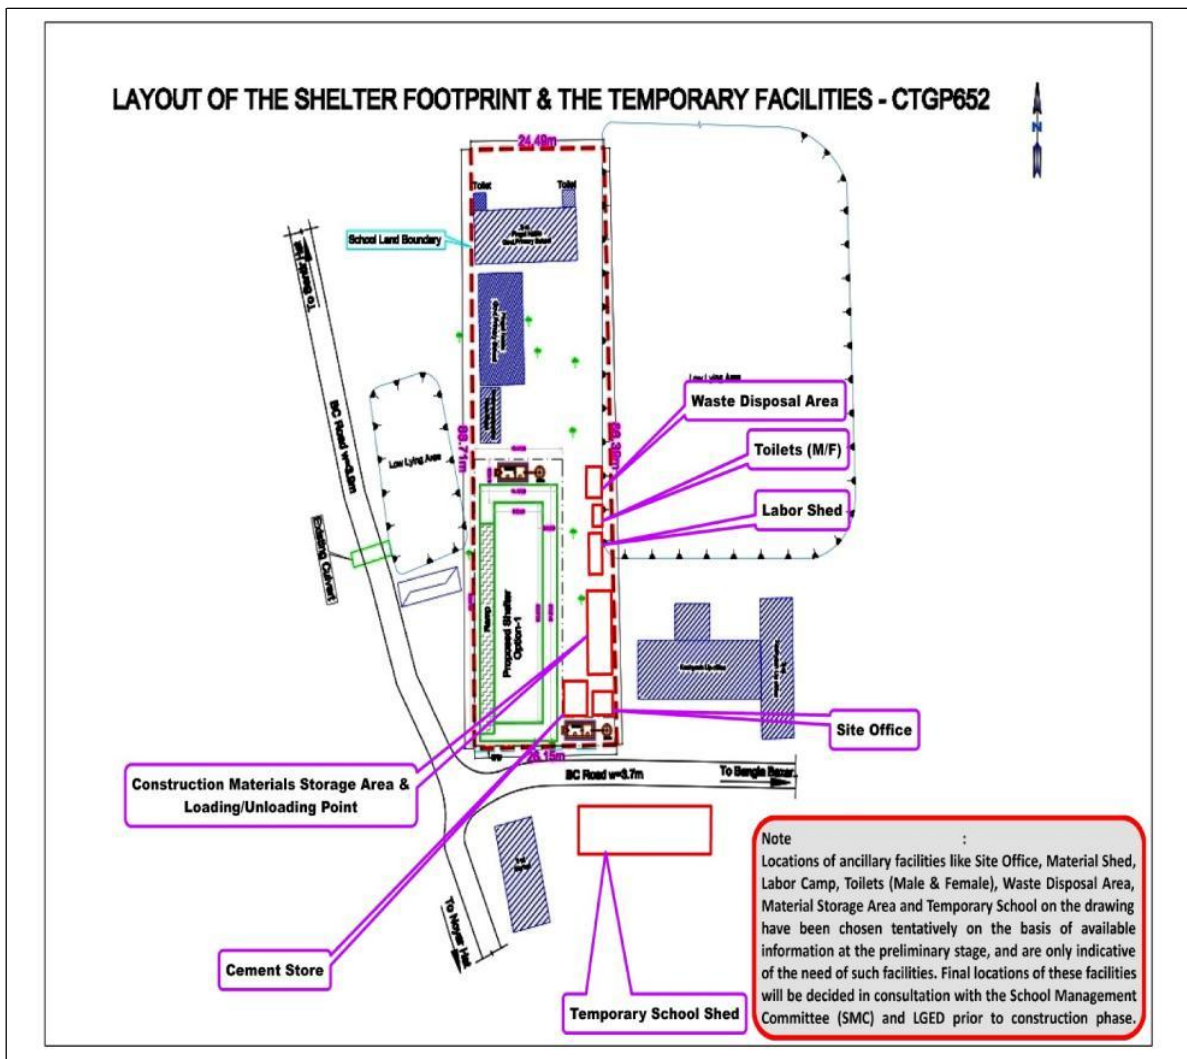 LAYOUT OF THE SHELTER FOOTPRINT & THE TEMPORARY FACILITIES - CTGP652
N
24.49m
Toilet
Toilet
School Land Boundary
BC Road
Low Lying Area
Low Lying Area
Waste Disposal Area
Toilets (M/F)
Labor Shed
Existing Culvert
Ramp
Proposed Shelter
Option-1
Site Office
26.15m
BC Road w=3.7m
To Bangla Bazar
Construction Materials Storage Area &
Loading/Unloading Point
To Noyar Hat
Cement Store
Temporary School Shed
Note :
Locations of ancillary facilities like Site Office, Material Shed,
Labor Camp, Toilets (Male & Female), Waste Disposal Area,
Material Storage Area and Temporary School on the drawing
have been chosen tentatively on the basis of available
information at the preliminary stage, and are only indicative
of the need of such facilities. Final locations of these facilities
will be decided in consultation with the School Management
Committee (SMC) and LGED prior to construction phase.